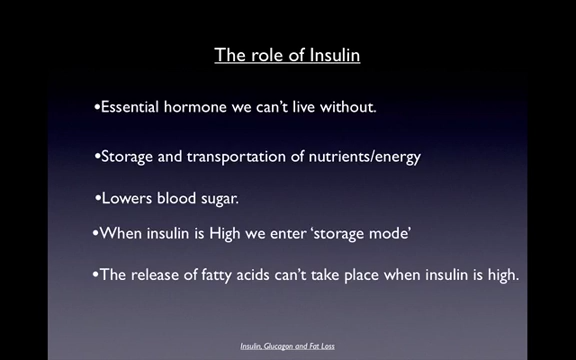 The role of Insulin
•Essential hormone we can't live without.
•Storage and transportation of nutrients/energy
•Lowers blood sugar.
•When insulin is High we enter 'storage mode'
•The release of fatty acids can't take place when insulin is high.
Insulin, Glucagon and Fat Loss